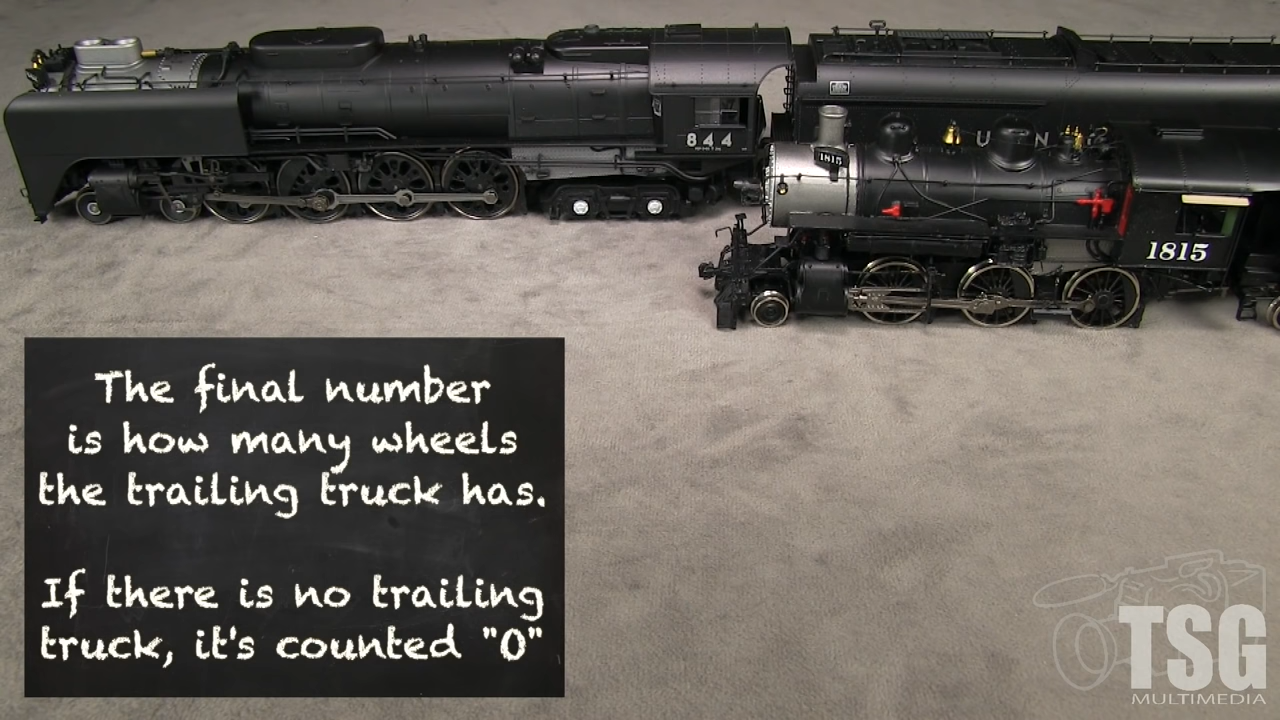 844
U N
1815
1815
The final number
is how many wheels
the trailing truck has.
If there is no trailing
truck, it's counted "0"
TSG
MULTIMEDIA